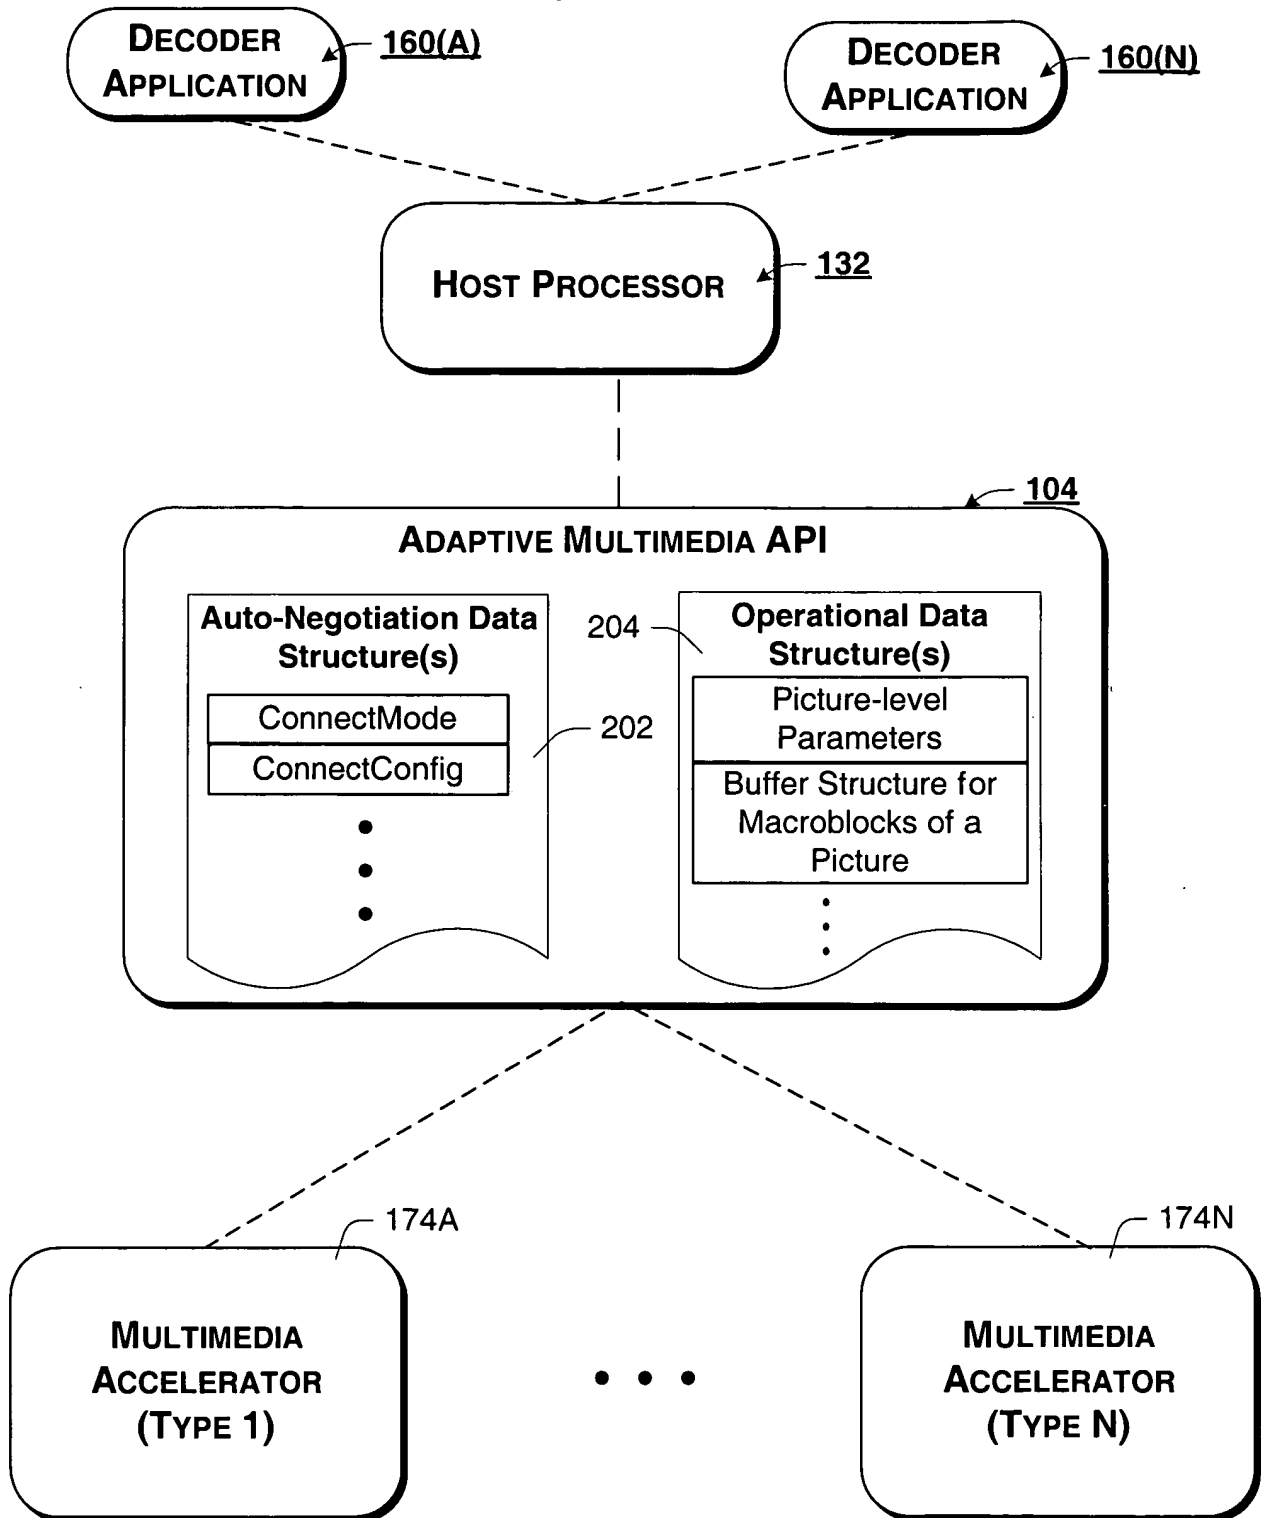 DECODER
APPLICATION
160(A)
DECODER
APPLICATION
160(N)
HOST PROCESSOR
132
104
ADAPTIVE MULTIMEDIA API
Auto-Negotiation Data
Structure(s)
ConnectMode
ConnectConfig
202
204
Operational Data
Structure(s)
Picture-level
Parameters
Buffer Structure for
Macroblocks of a
Picture
174A
MULTIMEDIA
ACCELERATOR
(TYPE 1)
174N
MULTIMEDIA
ACCELERATOR
(TYPE N)